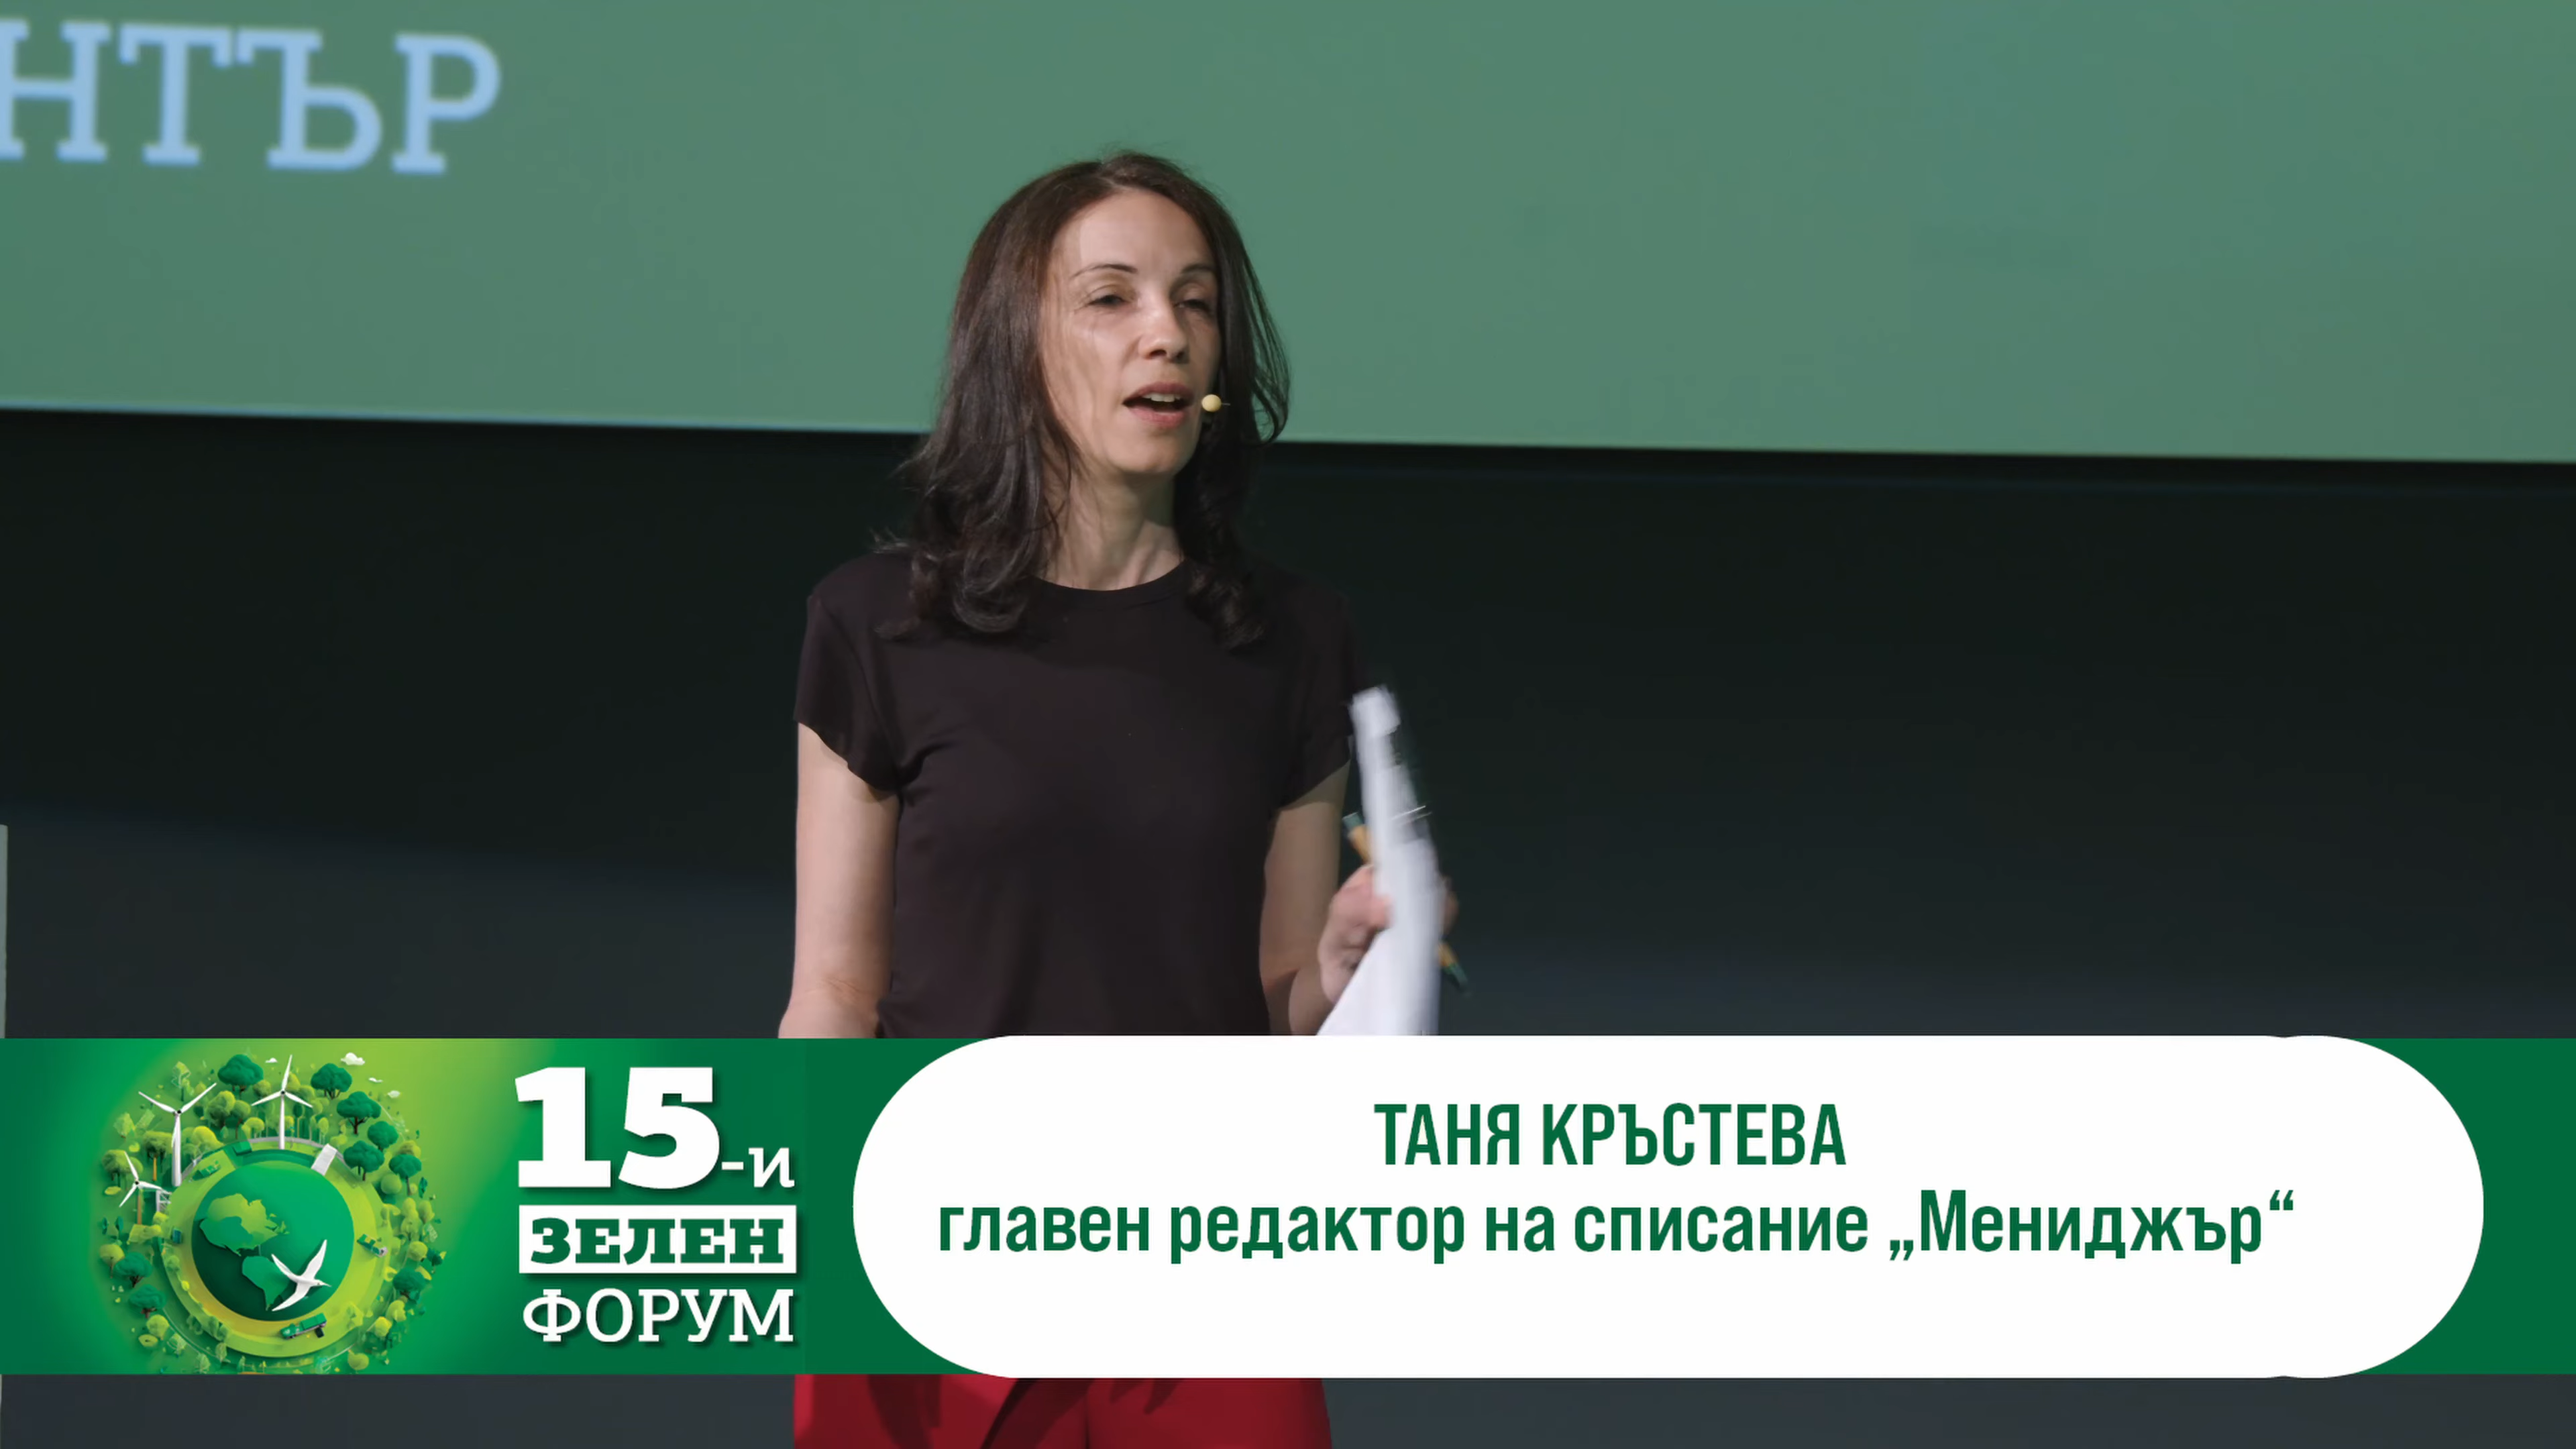 НТЪР
15-и
ЗЕЛЕН
ФОРУМ
ТАНЯ КРЪСТЕВА
главен редактор на списание „Мениджър“